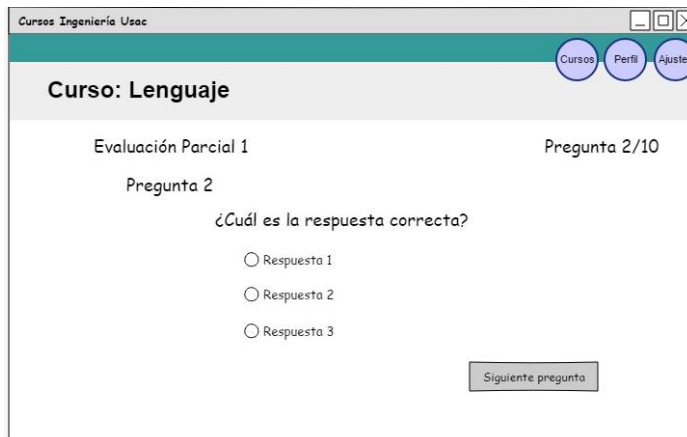 Cursos Ingeniería Usac
Cursos Perfil Ajuste
Curso: Lenguaje
Evaluación Parcial 1 Pregunta 2/10
Pregunta 2
¿Cuál es la respuesta correcta?
Respuesta 1
Respuesta 2
Respuesta 3
Siguiente pregunta